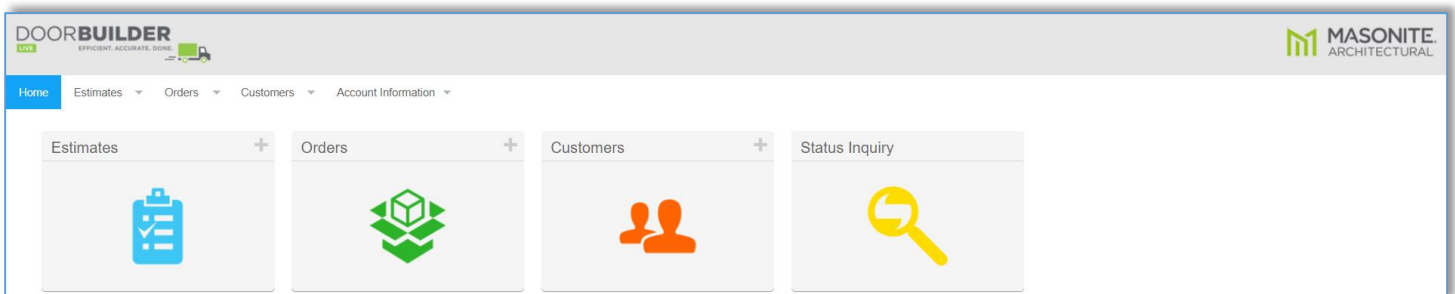 DOORBUILDER
LIVE
EFFICIENT. ACCURATE. DONE.
MASONITE.
ARCHITECTURAL
Home Estimates Orders Customers Account Information
Estimates Orders Customers Status Inquiry